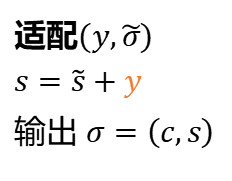 适配(y, σ̃)
s = s̃ + y
输出 σ = (c, s)